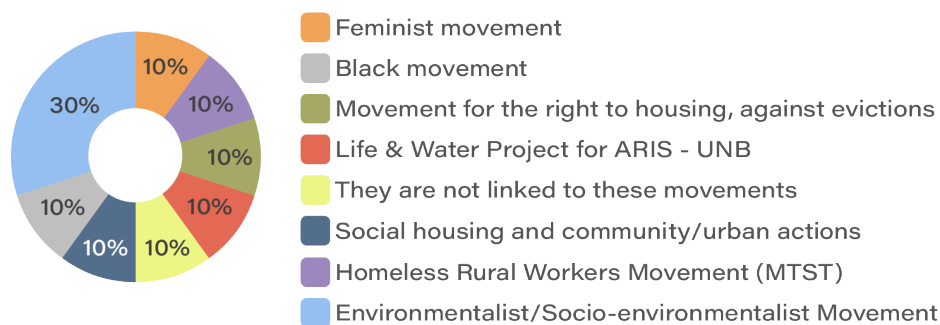 10%
10%
10%
10%
10%
10%
10%
30%
Feminist movement
Black movement
Movement for the right to housing, against evictions
Life & Water Project for ARIS - UNB
They are not linked to these movements
Social housing and community/urban actions
Homeless Rural Workers Movement (MTST)
Environmentalist/Socio-environmentalist Movement